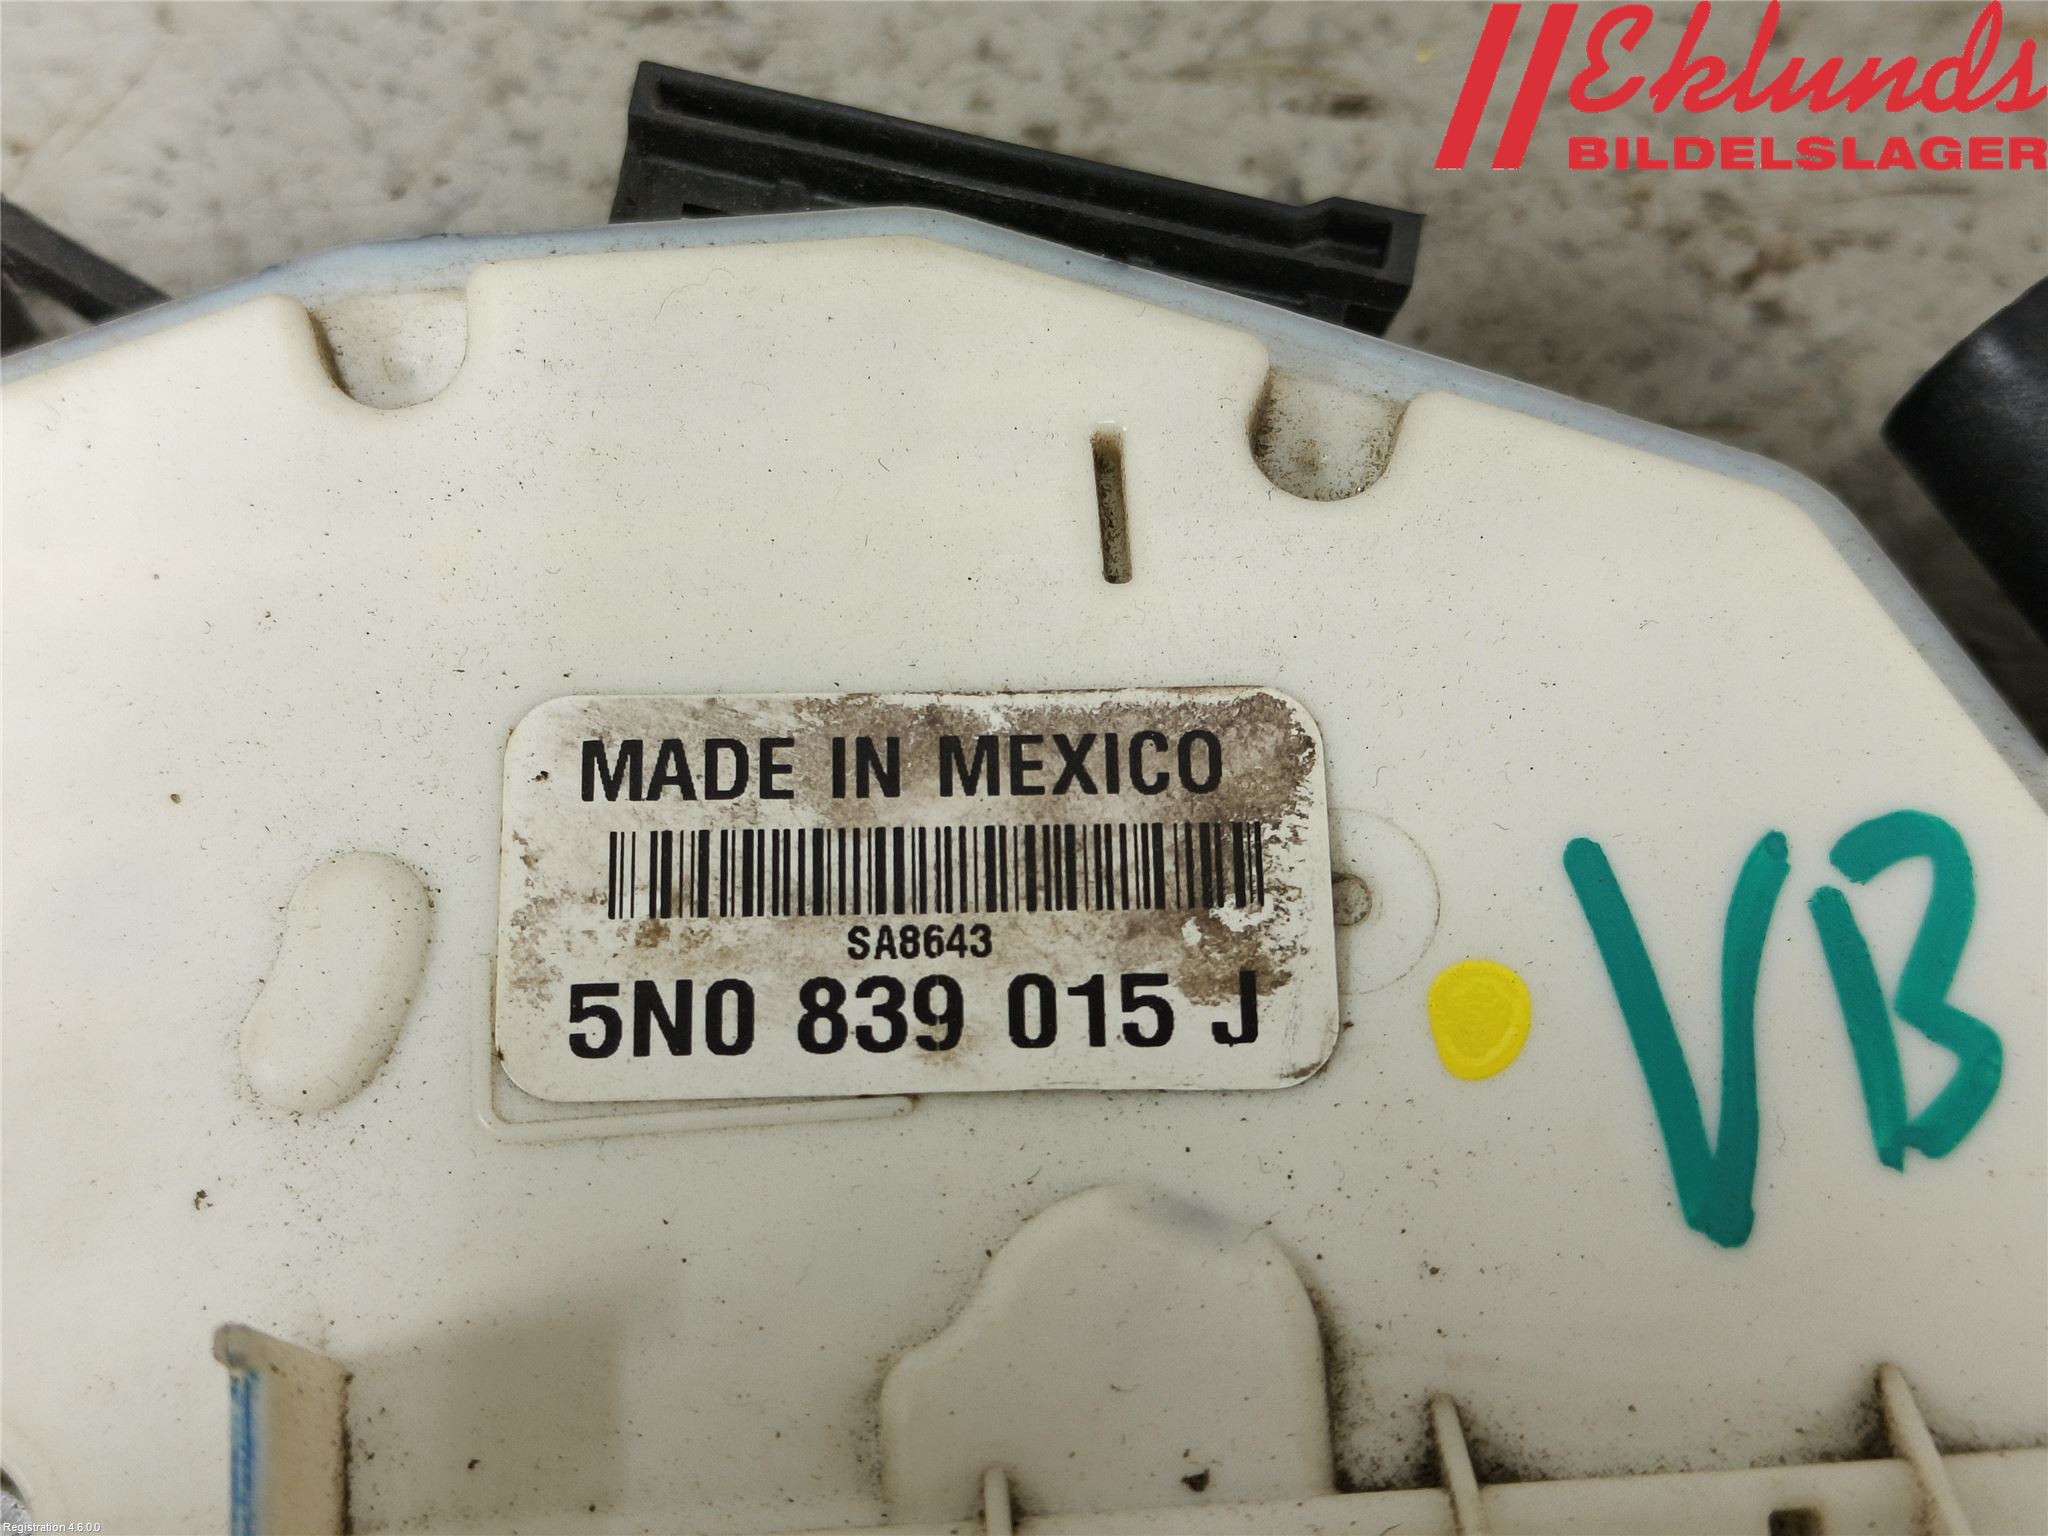 Eklunds
BILDELSLAGER
MADE IN MEXICO
SA8643
5N0 839 015 J
VB
Registration 4.6.0.0